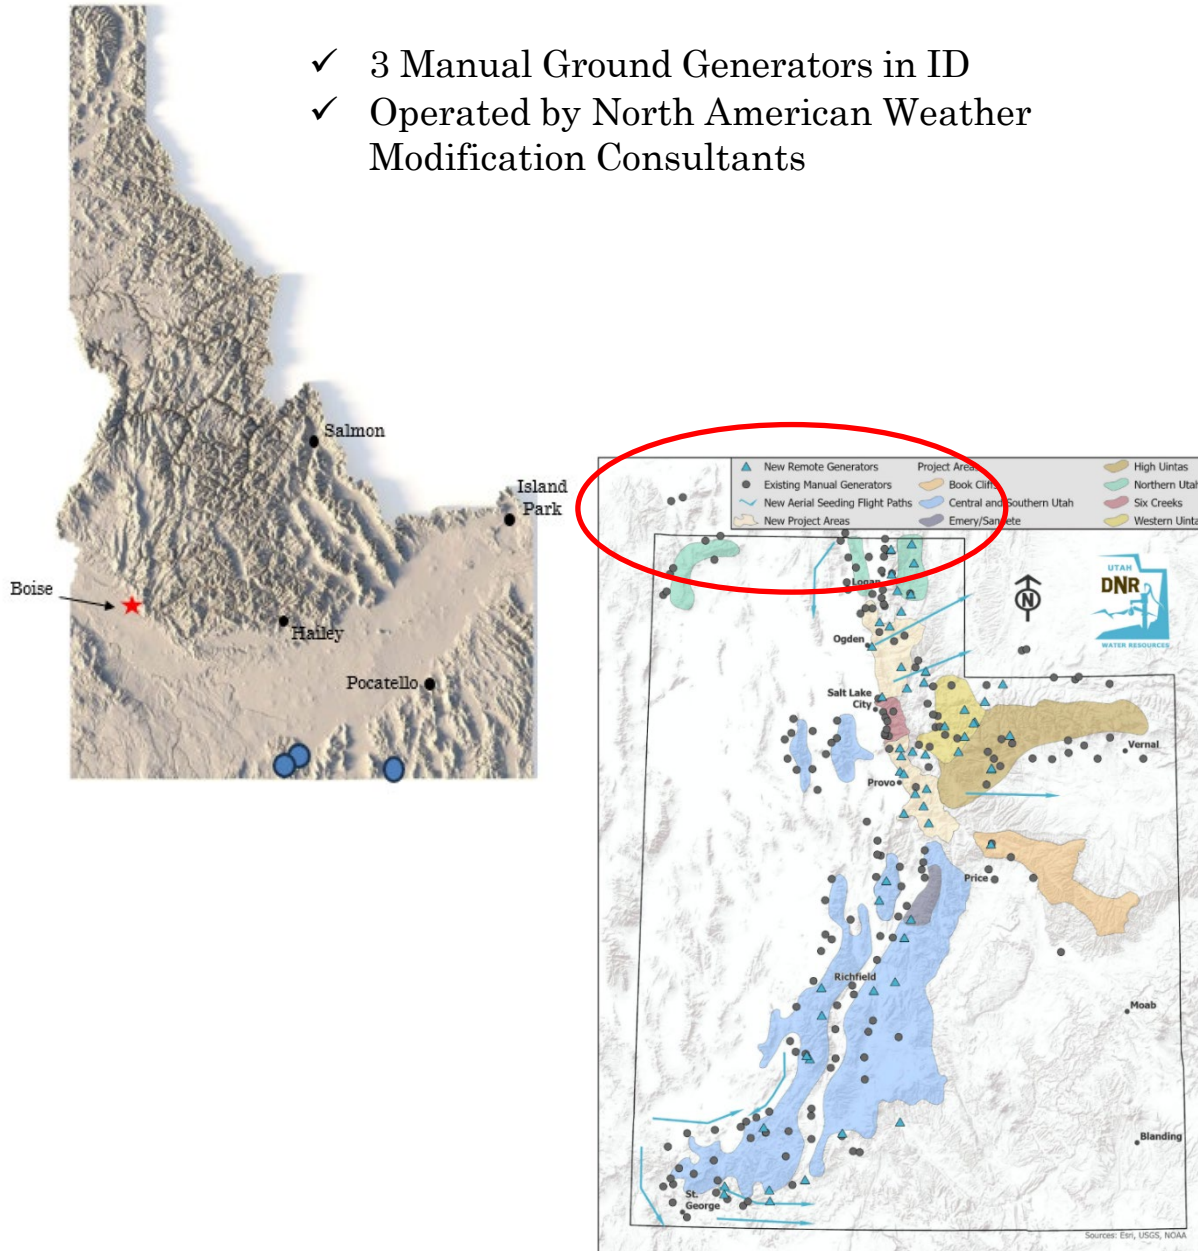 ✓ 3 Manual Ground Generators in ID
✓ Operated by North American Weather
Modification Consultants
Salmon
Island
Park
Boise
Hailey
Pocatello
New Remote Generators
Existing Manual Generators
New Aerial Seeding Flight Paths
New Project Areas
Project Areas
Book Cliffs
Central and Southern Utah
Emery/Sanpete
High Uintas
Northern Utah
Six Creeks
Western Uinta
UTAH
DNR
WATER RESOURCES
N
Logan
Ogden
Salt Lake
City
Vernal
Provo
Price
Richfield
Moab
Blanding
St.
George
Sources: Esri, USGS, NOAA